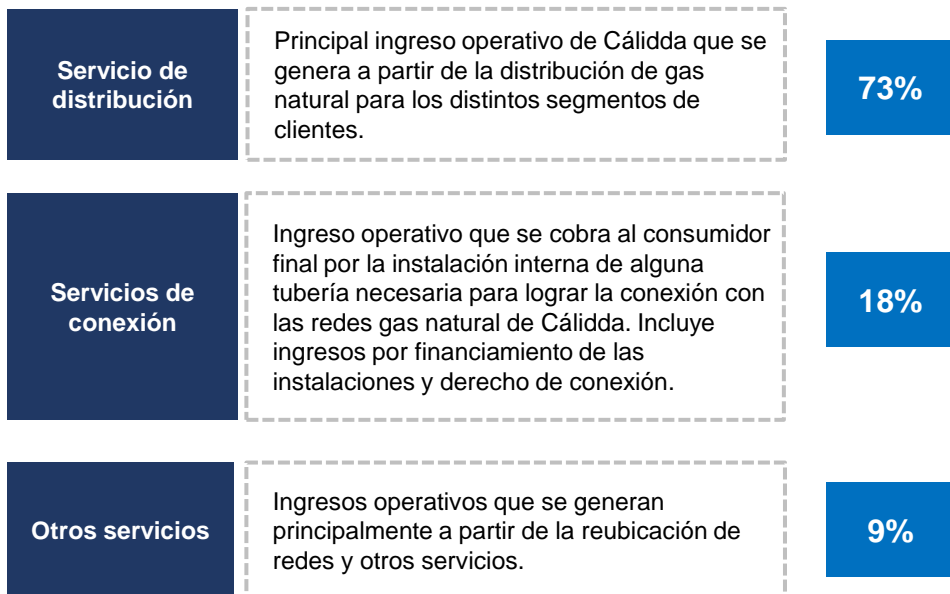 Servicio de
distribución
Principal ingreso operativo de Cálidda que se
genera a partir de la distribución de gas
natural para los distintos segmentos de
clientes.
73%
Servicios de
conexión
Ingreso operativo que se cobra al consumidor
final por la instalación interna de alguna
tubería necesaria para lograr la conexión con
las redes gas natural de Cálidda. Incluye
ingresos por financiamiento de las
instalaciones y derecho de conexión.
18%
Otros servicios
Ingresos operativos que se generan
principalmente a partir de la reubicación de
redes y otros servicios.
9%